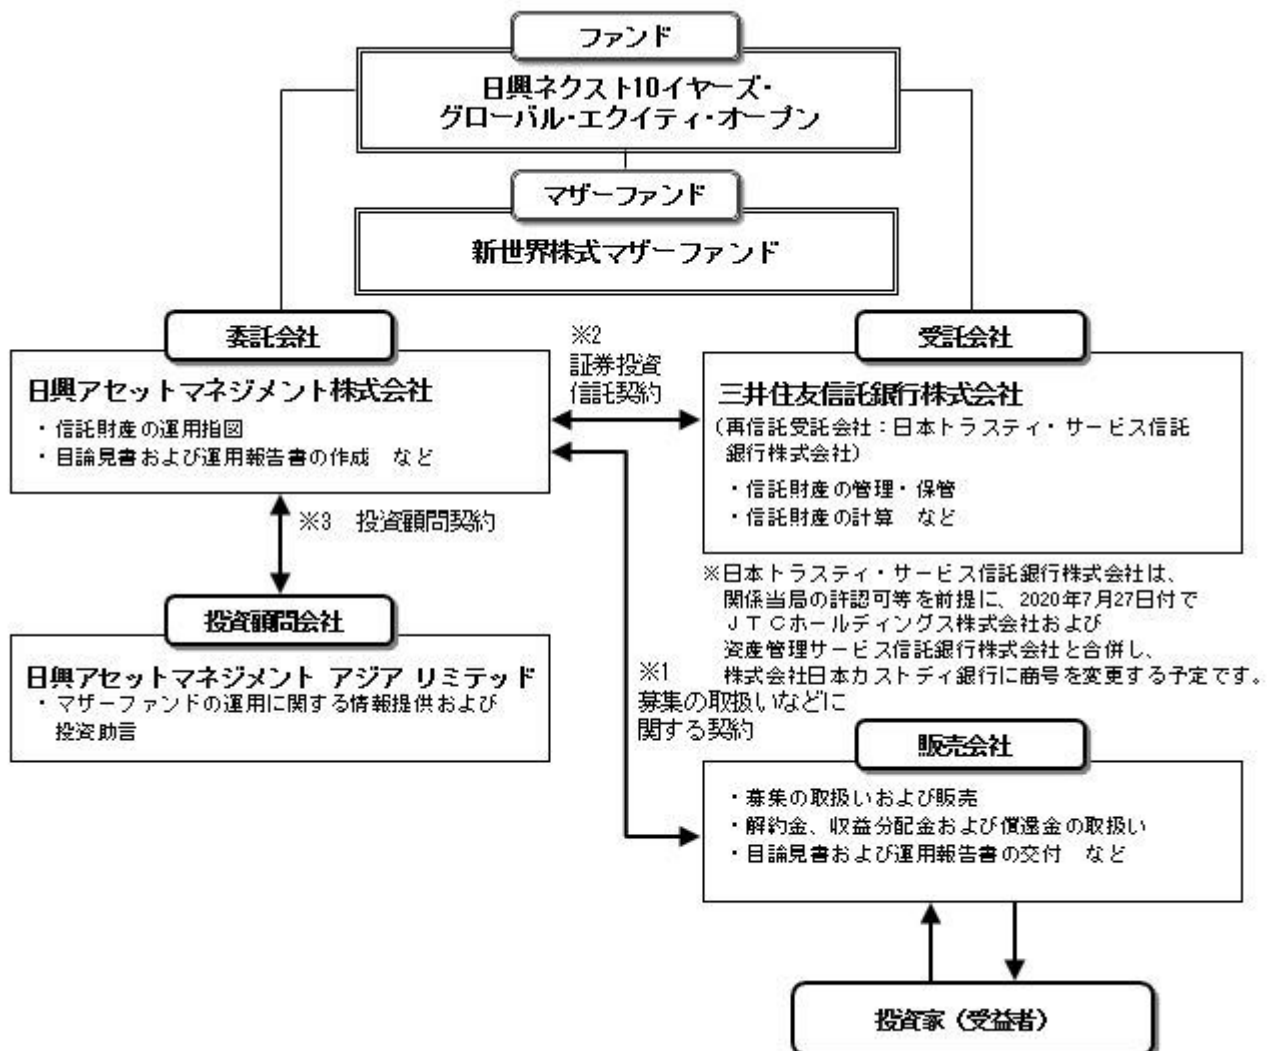 ファンド
日興ネクスト10イヤーズ・
グローバル・エクイティ・オープン
マザーファンド
新世界株式マザーファンド
委託会社
日興アセットマネジメント株式会社
・信託財産の運用指図
・目論見書および運用報告書の作成　など
※2
証券投資
信託契約
受託会社
三井住友信託銀行株式会社
（再信託受託会社：日本トラスティ・サービス信託
銀行株式会社）
・信託財産の管理・保管
・信託財産の計算　など
※日本トラスティ・サービス信託銀行株式会社は、
関係当局の許認可等を前提に、2020年7月27日付で
ＪＴＣホールディングス株式会社および
資産管理サービス信託銀行株式会社と合併し、
株式会社日本カストディ銀行に商号を変更する予定です。
※3　投資顧問契約
投資顧問会社
日興アセットマネジメント アジア リミテッド
・マザーファンドの運用に関する情報提供および
投資助言
※1
募集の取扱いなどに
関する契約
販売会社
・募集の取扱いおよび販売
・解約金、収益分配金および償還金の取扱い
・目論見書および運用報告書の交付　など
投資家（受益者）